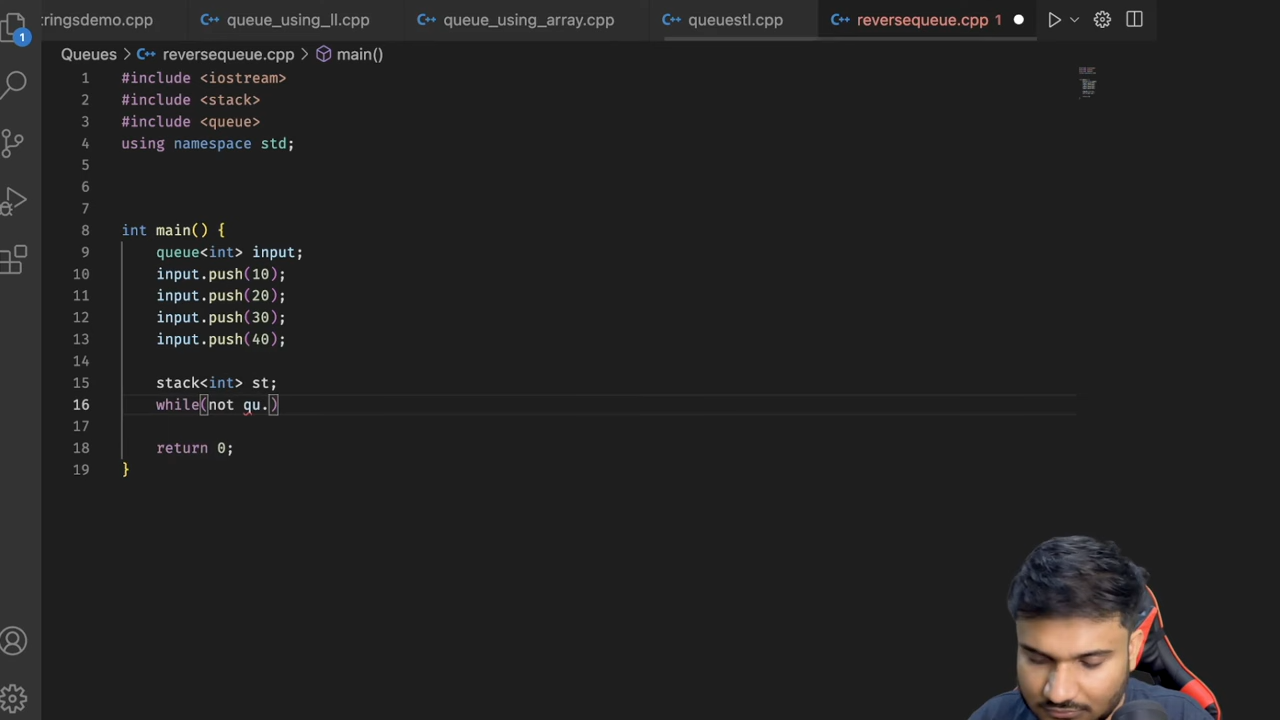 tringsdemo.cpp
queue_using_ll.cpp
queue_using_array.cpp
queuestl.cpp
reversequeue.cpp 1
1
Queues > reversequeue.cpp > main()
1 #include <iostream>
2 #include <stack>
3 #include <queue>
4 using namespace std;
5
6
7
8 int main() {
9 queue<int> input;
10 input.push(10);
11 input.push(20);
12 input.push(30);
13 input.push(40);
14
15 stack<int> st;
16 while(not qu.)
17
18 return 0;
19 }